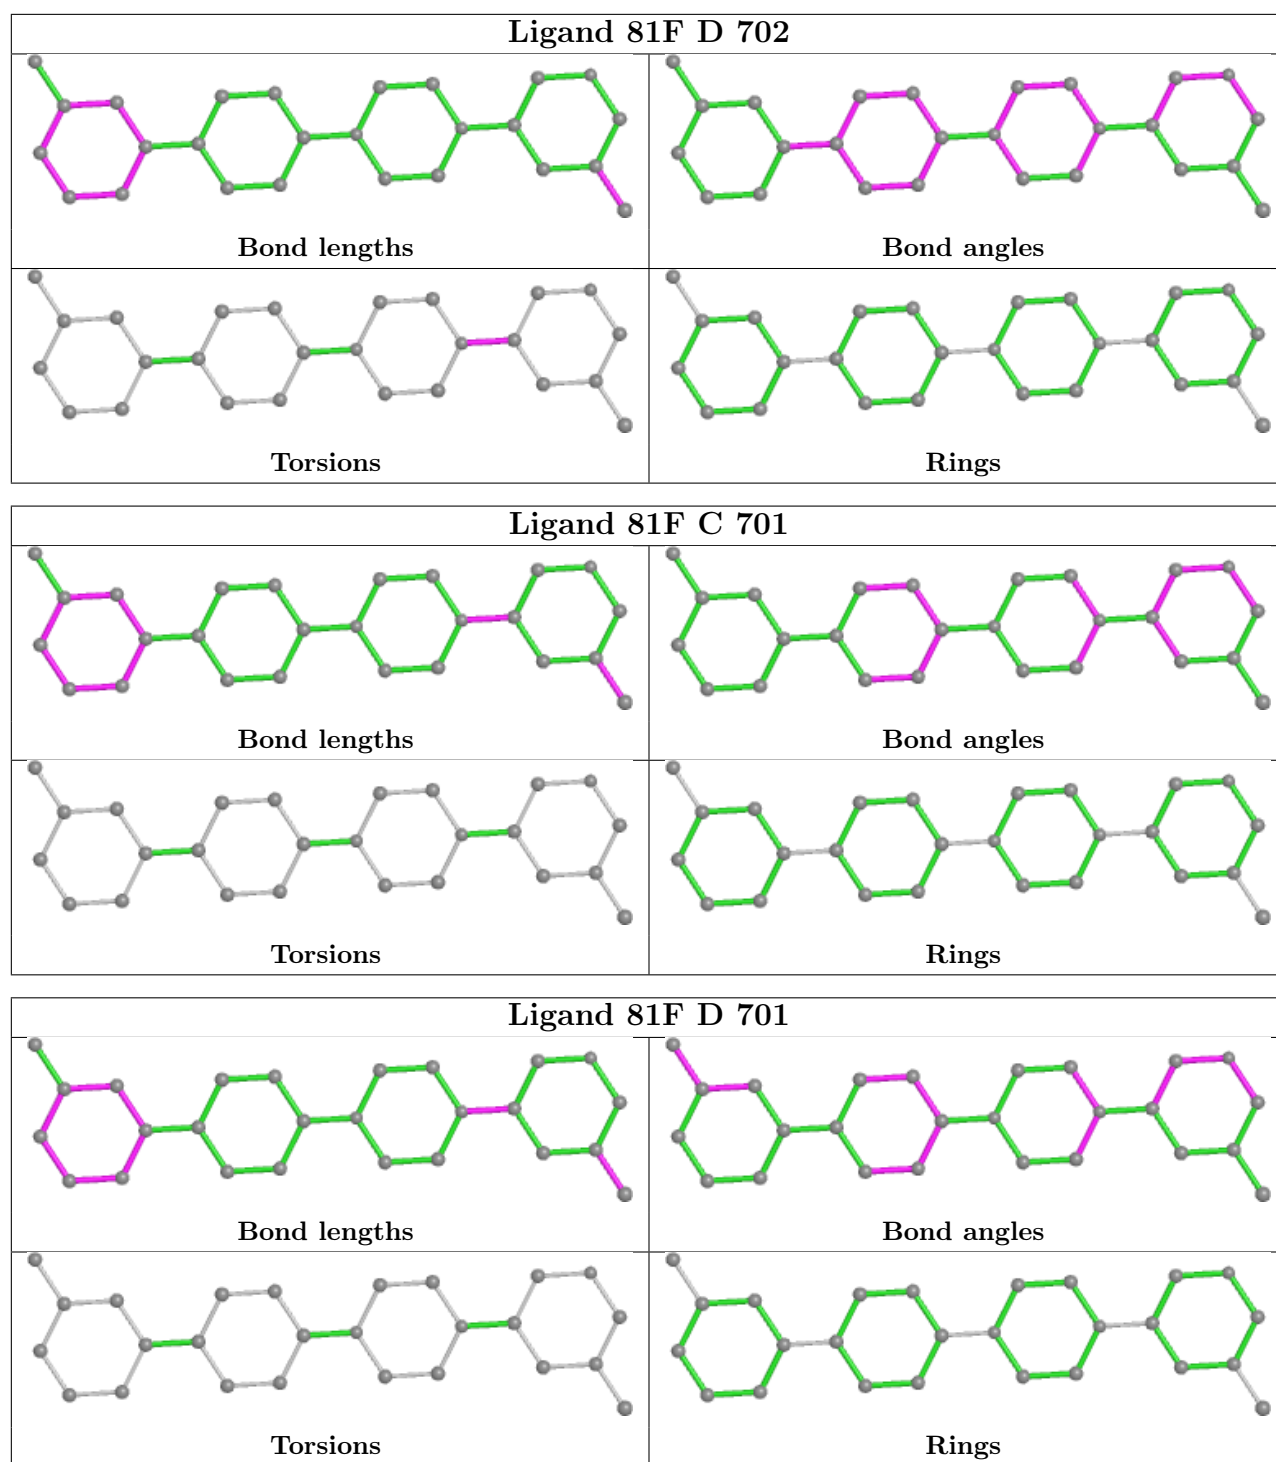 Ligand 81F D 702
Bond lengths
Bond angles
Torsions
Rings
Ligand 81F C 701
Bond lengths
Bond angles
Torsions
Rings
Ligand 81F D 701
Bond lengths
Bond angles
Torsions
Rings